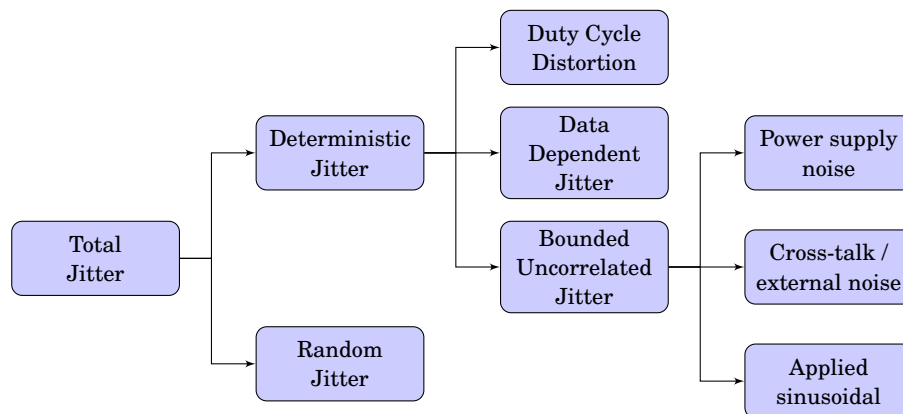 Duty Cycle
Distortion
Deterministic
Jitter
Data
Dependent
Jitter
Power supply
noise
Total
Jitter
Bounded
Uncorrelated
Jitter
Cross-talk /
external noise
Random
Jitter
Applied
sinusoidal